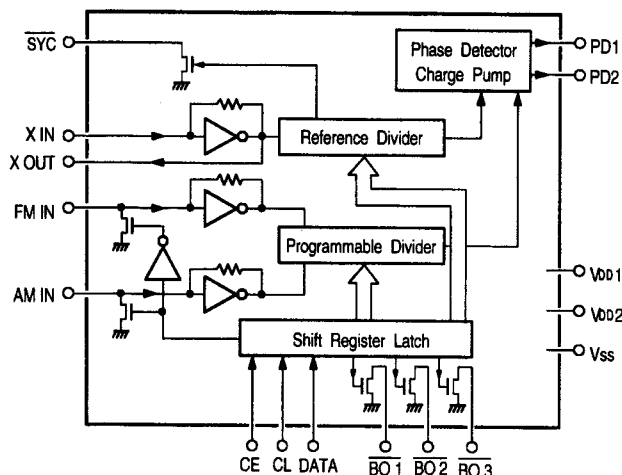 SYC
Phase Detector
Charge Pump
PD1
PD2
X IN
X OUT
Reference Divider
FM IN
Programmable Divider
AM IN
VDD1
VDD2
Vss
Shift Register Latch
CE
CL
DATA
BO1
BO2
BO3